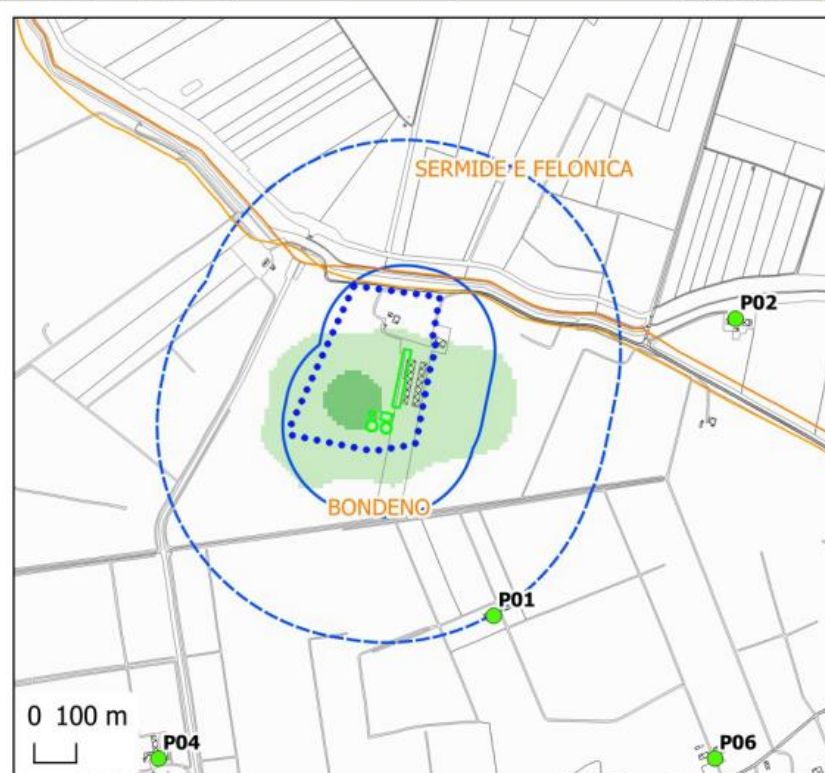 SERMIDE E FELONICA
P02
BONDENO
P01
0 100 m
P04
P06